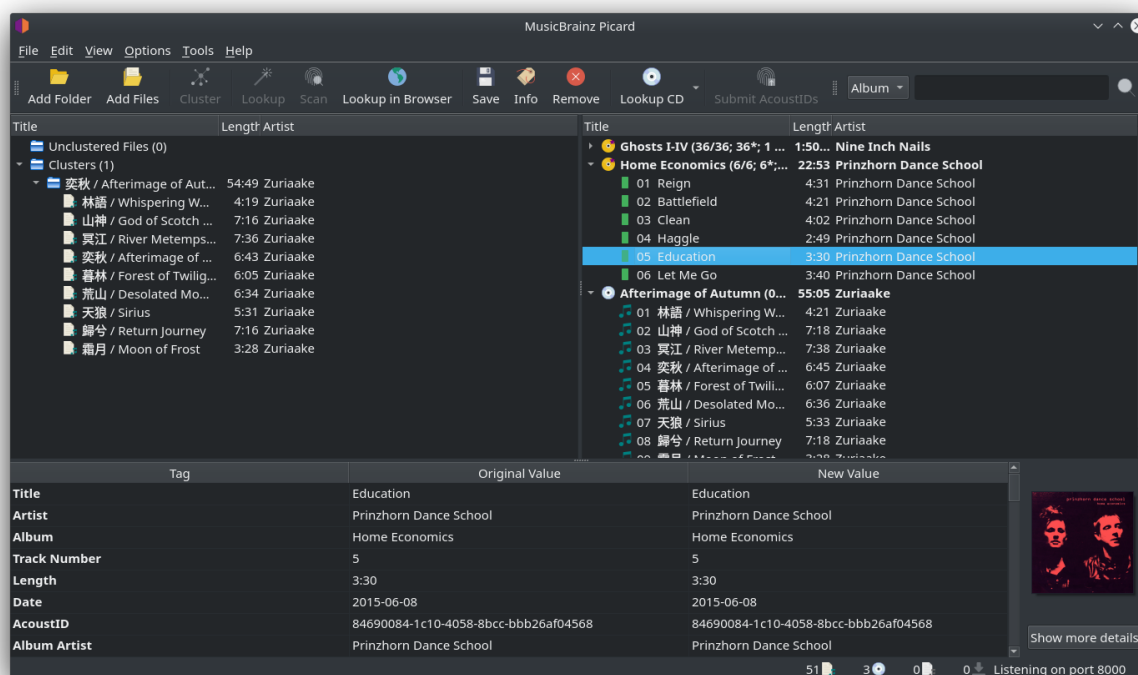 MusicBrainz Picard
File Edit View Options Tools Help
Add Folder Add Files Cluster Lookup Scan Lookup in Browser Save Info Remove Lookup CD Submit AcoustIDs Album
Title Length Artist
Unclustered Files (0)
Clusters (1)
奕秋 / Afterimage of Aut... 54:49 Zuriaake
林語 / Whispering W... 4:19 Zuriaake
山神 / God of Scotch ... 7:16 Zuriaake
冥江 / River Metemps... 7:36 Zuriaake
奕秋 / Afterimage of ... 6:43 Zuriaake
暮林 / Forest of Twilig... 6:05 Zuriaake
荒山 / Desolated Mo... 6:34 Zuriaake
天狼 / Sirius 5:31 Zuriaake
歸兮 / Return Journey 7:16 Zuriaake
霜月 / Moon of Frost 3:28 Zuriaake
Title Length Artist
Ghosts I-IV (36/36; 36*; 1 ... 1:50... Nine Inch Nails
Home Economics (6/6; 6*;... 22:53 Prinzhorn Dance School
01 Reign 4:31 Prinzhorn Dance School
02 Battlefield 4:21 Prinzhorn Dance School
03 Clean 4:02 Prinzhorn Dance School
04 Haggle 2:49 Prinzhorn Dance School
05 Education 3:30 Prinzhorn Dance School
06 Let Me Go 3:40 Prinzhorn Dance School
Afterimage of Autumn (0... 55:05 Zuriaake
01 林語 / Whispering W... 4:21 Zuriaake
02 山神 / God of Scotch ... 7:18 Zuriaake
03 冥江 / River Metemp... 7:38 Zuriaake
04 奕秋 / Afterimage of ... 6:45 Zuriaake
05 暮林 / Forest of Twili... 6:07 Zuriaake
06 荒山 / Desolated Mo... 6:36 Zuriaake
07 天狼 / Sirius 5:33 Zuriaake
08 歸兮 / Return Journey 7:18 Zuriaake
09 霜月 / Moon of Frost 3:28 Zuriaake
Tag Original Value New Value
Title Education Education
Artist Prinzhorn Dance School Prinzhorn Dance School
Album Home Economics Home Economics
Track Number 5 5
Length 3:30 3:30
Date 2015-06-08 2015-06-08
AcoustID 84690084-1c10-4058-8bcc-bbb26af04568 84690084-1c10-4058-8bcc-bbb26af04568
Album Artist Prinzhorn Dance School Prinzhorn Dance School
prinzhorn dance school
home economics
Show more details
51 3 0 0 Listening on port 8000